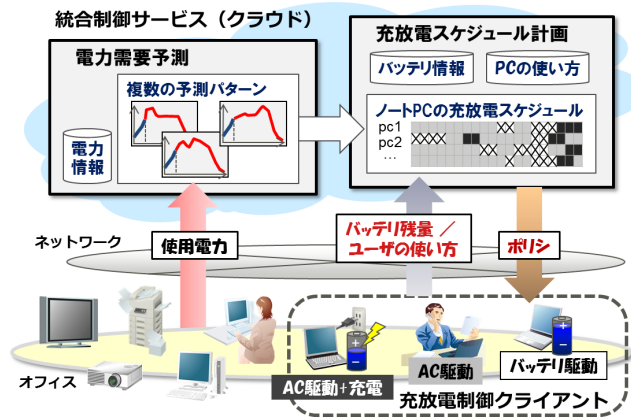 統合制御サービス（クラウド）
電力需要予測
複数の予測パターン
電力
情報
充放電スケジュール計画
バッテリ情報
PCの使い方
ノートPCの充放電スケジュール
pc1
pc2
…
ネットワーク
使用電力
バッテリ残量／
ユーザの使い方
ポリシ
オフィス
AC駆動+充電
AC駆動
バッテリ駆動
充放電制御クライアント